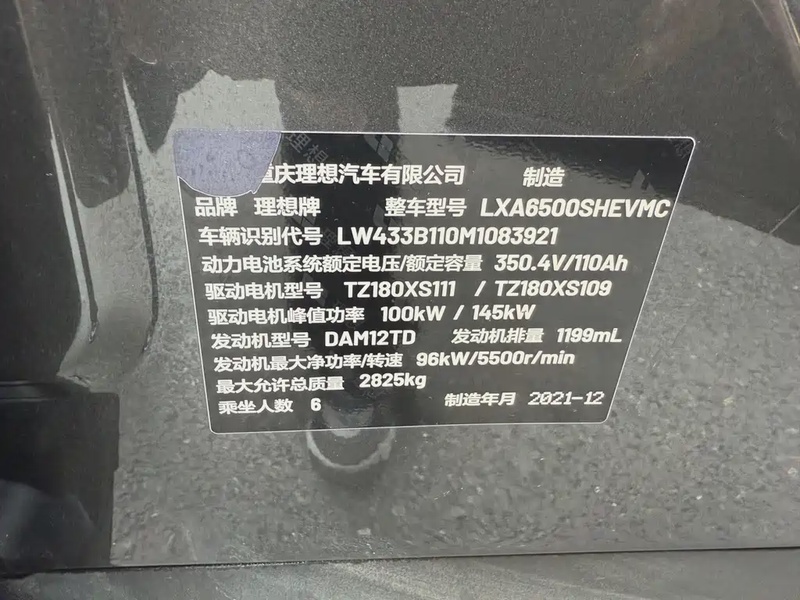 重庆理想汽车有限公司 制造
品牌 理想牌 整车型号 LXA6500SHEVMC
车辆识别代号 LW433B110M1083921
动力电池系统额定电压/额定容量 350.4V/110Ah
驱动电机型号 TZ180XS111 / TZ180XS109
驱动电机峰值功率 100kW / 145kW
发动机型号 DAM12TD 发动机排量 1199mL
发动机最大净功率/转速 96kW/5500r/min
最大允许总质量 2825kg
乘坐人数 6 制造年月 2021-12